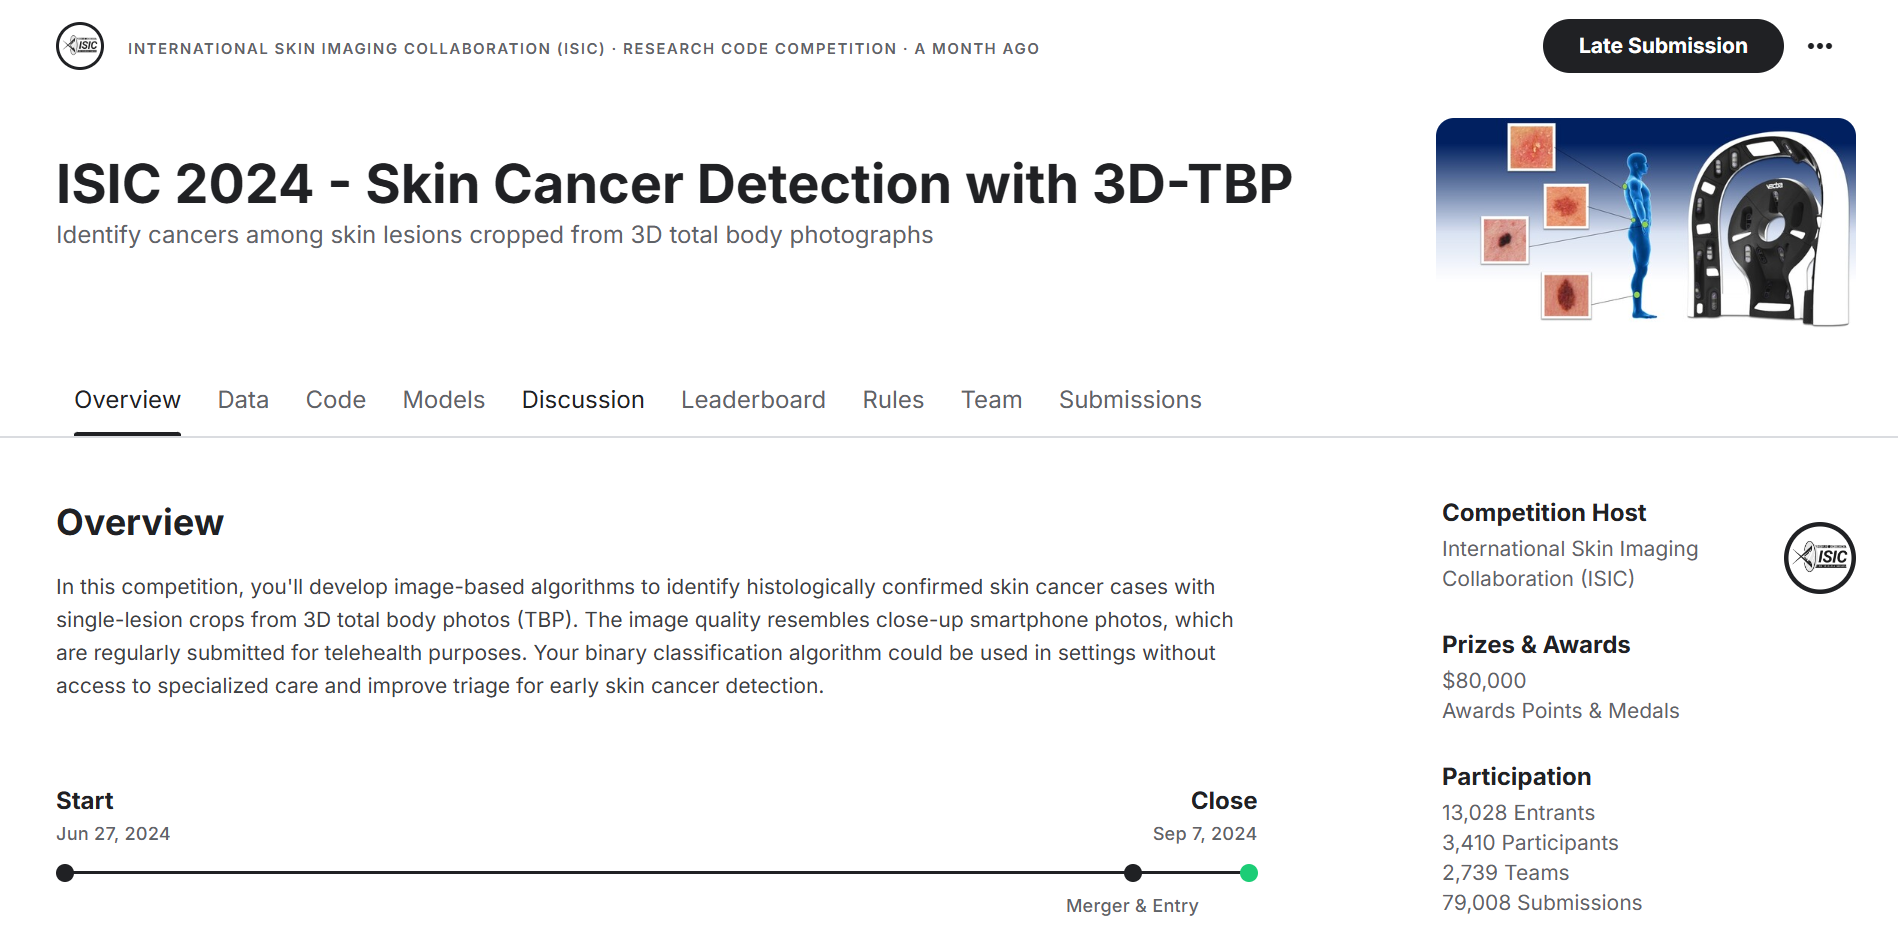 ISIC
INTERNATIONAL SKIN IMAGING COLLABORATION (ISIC) · RESEARCH CODE COMPETITION · A MONTH AGO
Late Submission
ISIC 2024 - Skin Cancer Detection with 3D-TBP
Identify cancers among skin lesions cropped from 3D total body photographs
Overview
Data
Code
Models
Discussion
Leaderboard
Rules
Team
Submissions
Overview
In this competition, you'll develop image-based algorithms to identify histologically confirmed skin cancer cases with
single-lesion crops from 3D total body photos (TBP). The image quality resembles close-up smartphone photos, which
are regularly submitted for telehealth purposes. Your binary classification algorithm could be used in settings without
access to specialized care and improve triage for early skin cancer detection.
Start
Jun 27, 2024
Close
Sep 7, 2024
Merger & Entry
Competition Host
International Skin Imaging
Collaboration (ISIC)
ISIC
Prizes & Awards
$80,000
Awards Points & Medals
Participation
13,028 Entrants
3,410 Participants
2,739 Teams
79,008 Submissions